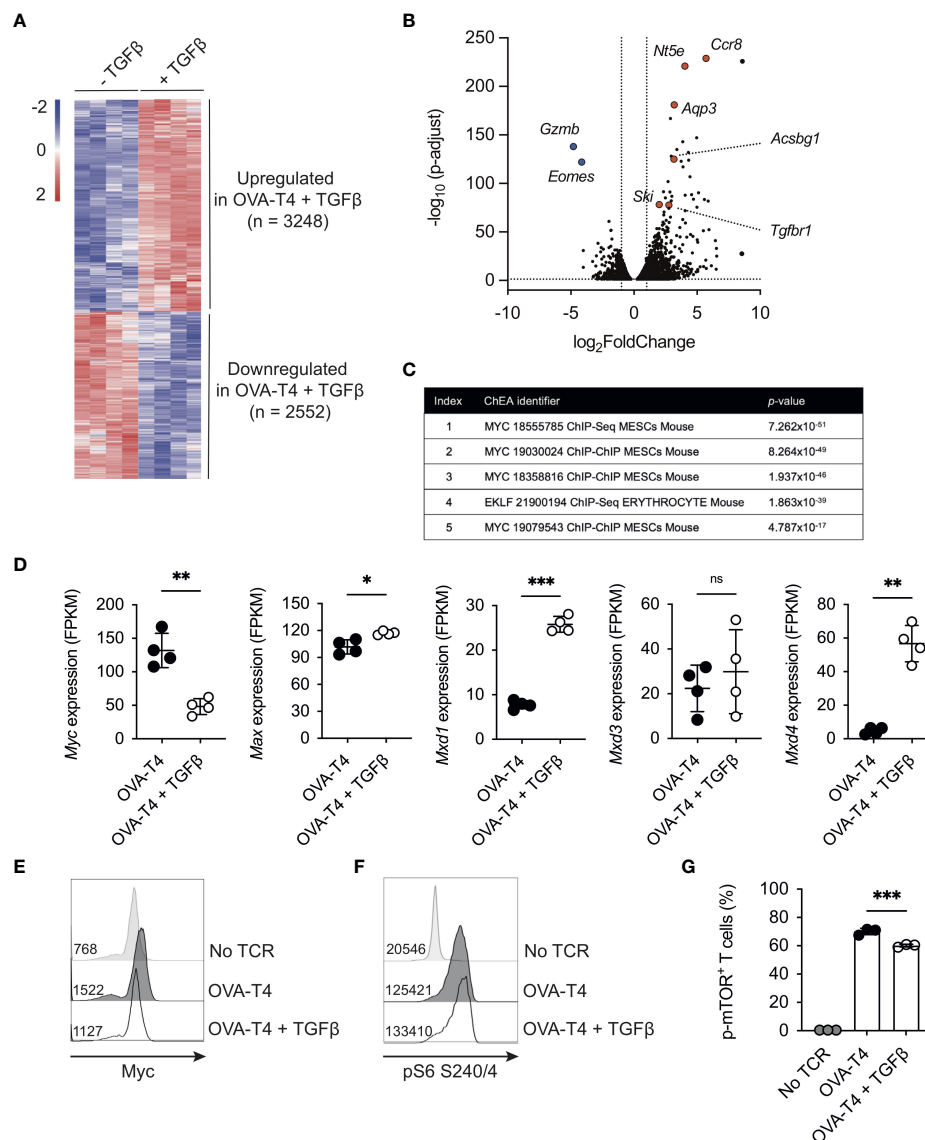 A
- TGFβ
+ TGFβ
-2
0
2
Upregulated
in OVA-T4 + TGFβ
(n = 3248)
Downregulated
in OVA-T4 + TGFβ
(n = 2552)
B
250
200
150
100
50
0
-log10 (p-adjust)
Nt5e
Ccr8
Aqp3
Gzmb
Acsbg1
Eomes
Ski
Tgfbr1
-10
-5
0
5
10
log2FoldChange
C
Index ChEA identifier p-value
1 MYC 18555785 ChIP-Seq MESCs Mouse 7.262x10-51
2 MYC 19030024 ChIP-ChIP MESCs Mouse 8.264x10-49
3 MYC 18358816 ChIP-ChIP MESCs Mouse 1.937x10-46
4 EKLF 21900194 ChIP-Seq ERYTHROCYTE Mouse 1.863x10-39
5 MYC 19079543 ChIP-ChIP MESCs Mouse 4.787x10-17
D
Myc expression (FPKM)
200
150
100
50
0
**
OVA-T4
OVA-T4 + TGFβ
Max expression (FPKM)
150
120
90
60
30
0
*
OVA-T4
OVA-T4 + TGFβ
Mxd1 expression (FPKM)
30
20
10
0
***
OVA-T4
OVA-T4 + TGFβ
Mxd3 expression (FPKM)
60
40
20
0
ns
OVA-T4
OVA-T4 + TGFβ
Mxd4 expression (FPKM)
80
60
40
20
0
**
OVA-T4
OVA-T4 + TGFβ
E
768
No TCR
1522
OVA-T4
1127
OVA-T4 + TGFβ
Myc
F
20546
No TCR
125421
OVA-T4
133410
OVA-T4 + TGFβ
pS6 S240/4
G
p-mTOR+ T cells (%)
100
80
60
40
20
0
***
No TCR
OVA-T4
OVA-T4 + TGFβ